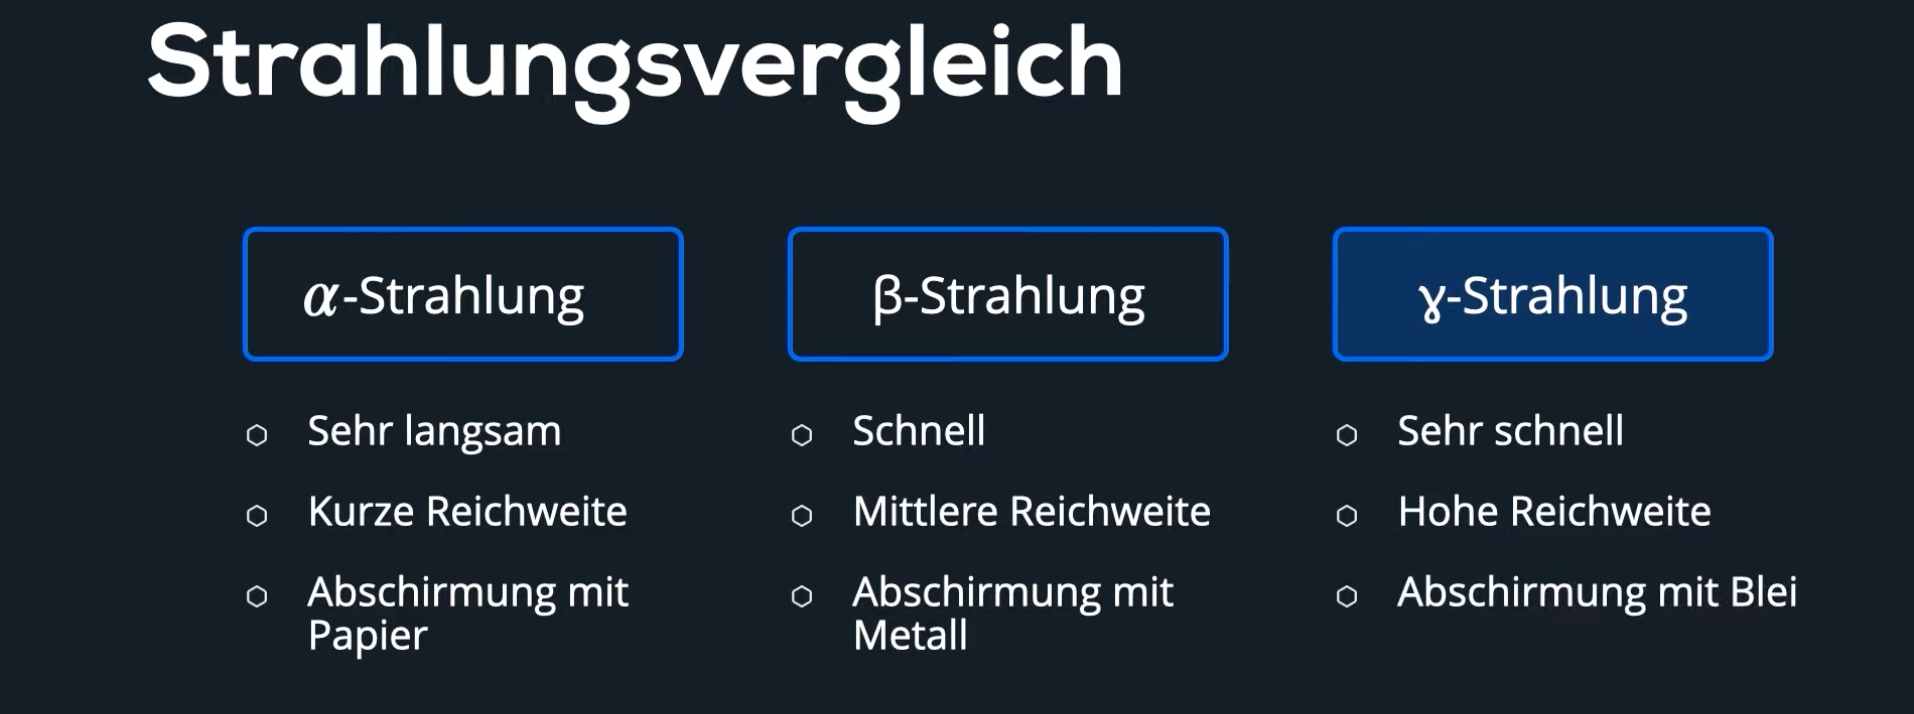 Strahlungsvergleich
α-Strahlung
Sehr langsam
Kurze Reichweite
Abschirmung mit
Papier
β-Strahlung
Schnell
Mittlere Reichweite
Abschirmung mit
Metall
γ-Strahlung
Sehr schnell
Hohe Reichweite
Abschirmung mit Blei